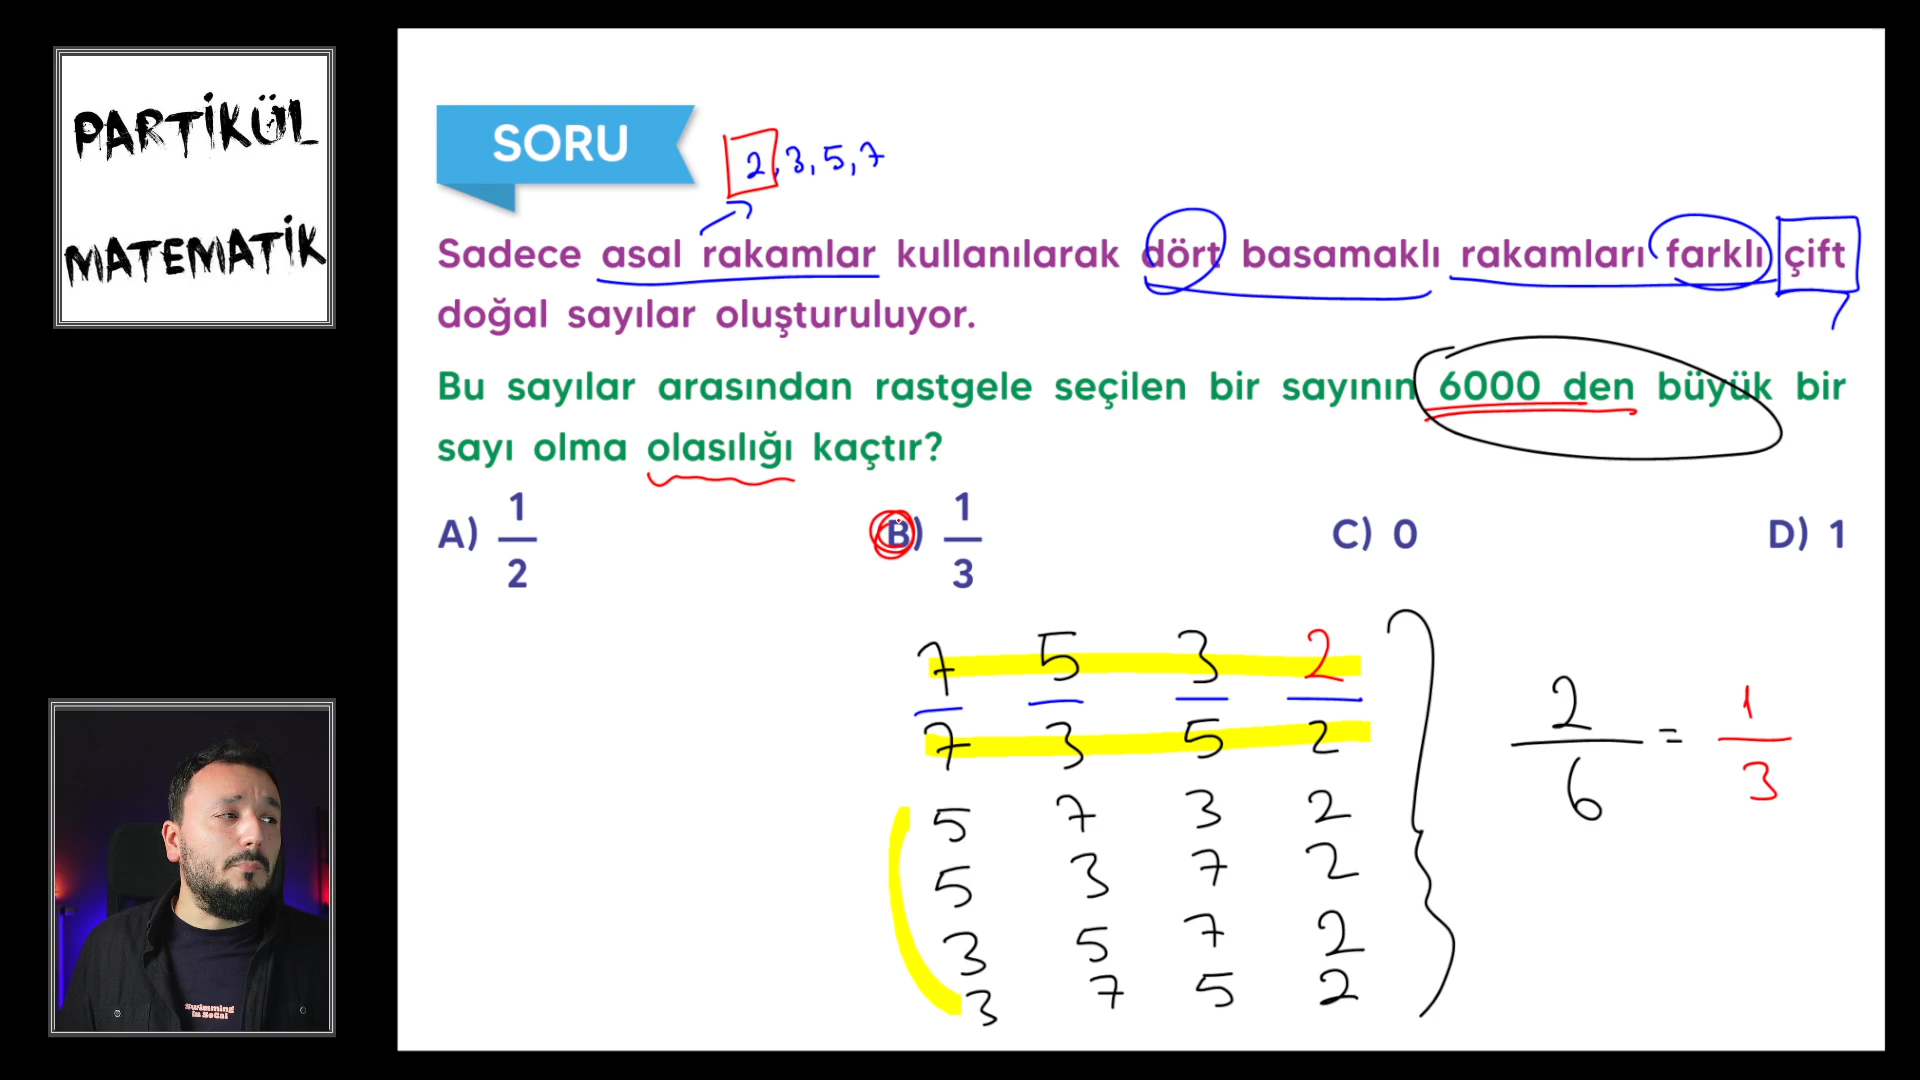 PARTİKÜL
MATEMATİK
SORU
2, 3, 5, 7
Sadece asal rakamlar kullanılarak dört basamaklı rakamları farklı çift
doğal sayılar oluşturuluyor.
Bu sayılar arasından rastgele seçilen bir sayının 6000 den büyük bir
sayı olma olasılığı kaçtır?
A) 1/2 B) 1/3 C) 0 D) 1
7 5 3 2
7 3 5 2
5 7 3 2
5 3 7 2
3 5 7 2
3 7 5 2
2/6 = 1/3
Swimming
in SoCal